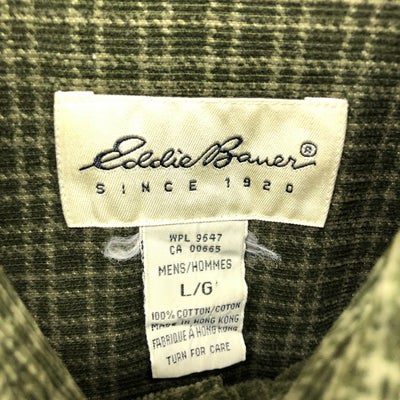 Eddie Bauer®
SINCE 1920
WPL 9647
CA 00665
MENS/HOMMES
L/G
100% COTTON/COTON
MADE IN HONG KONG
FABRIQUE À HONG KONG
TURN FOR CARE